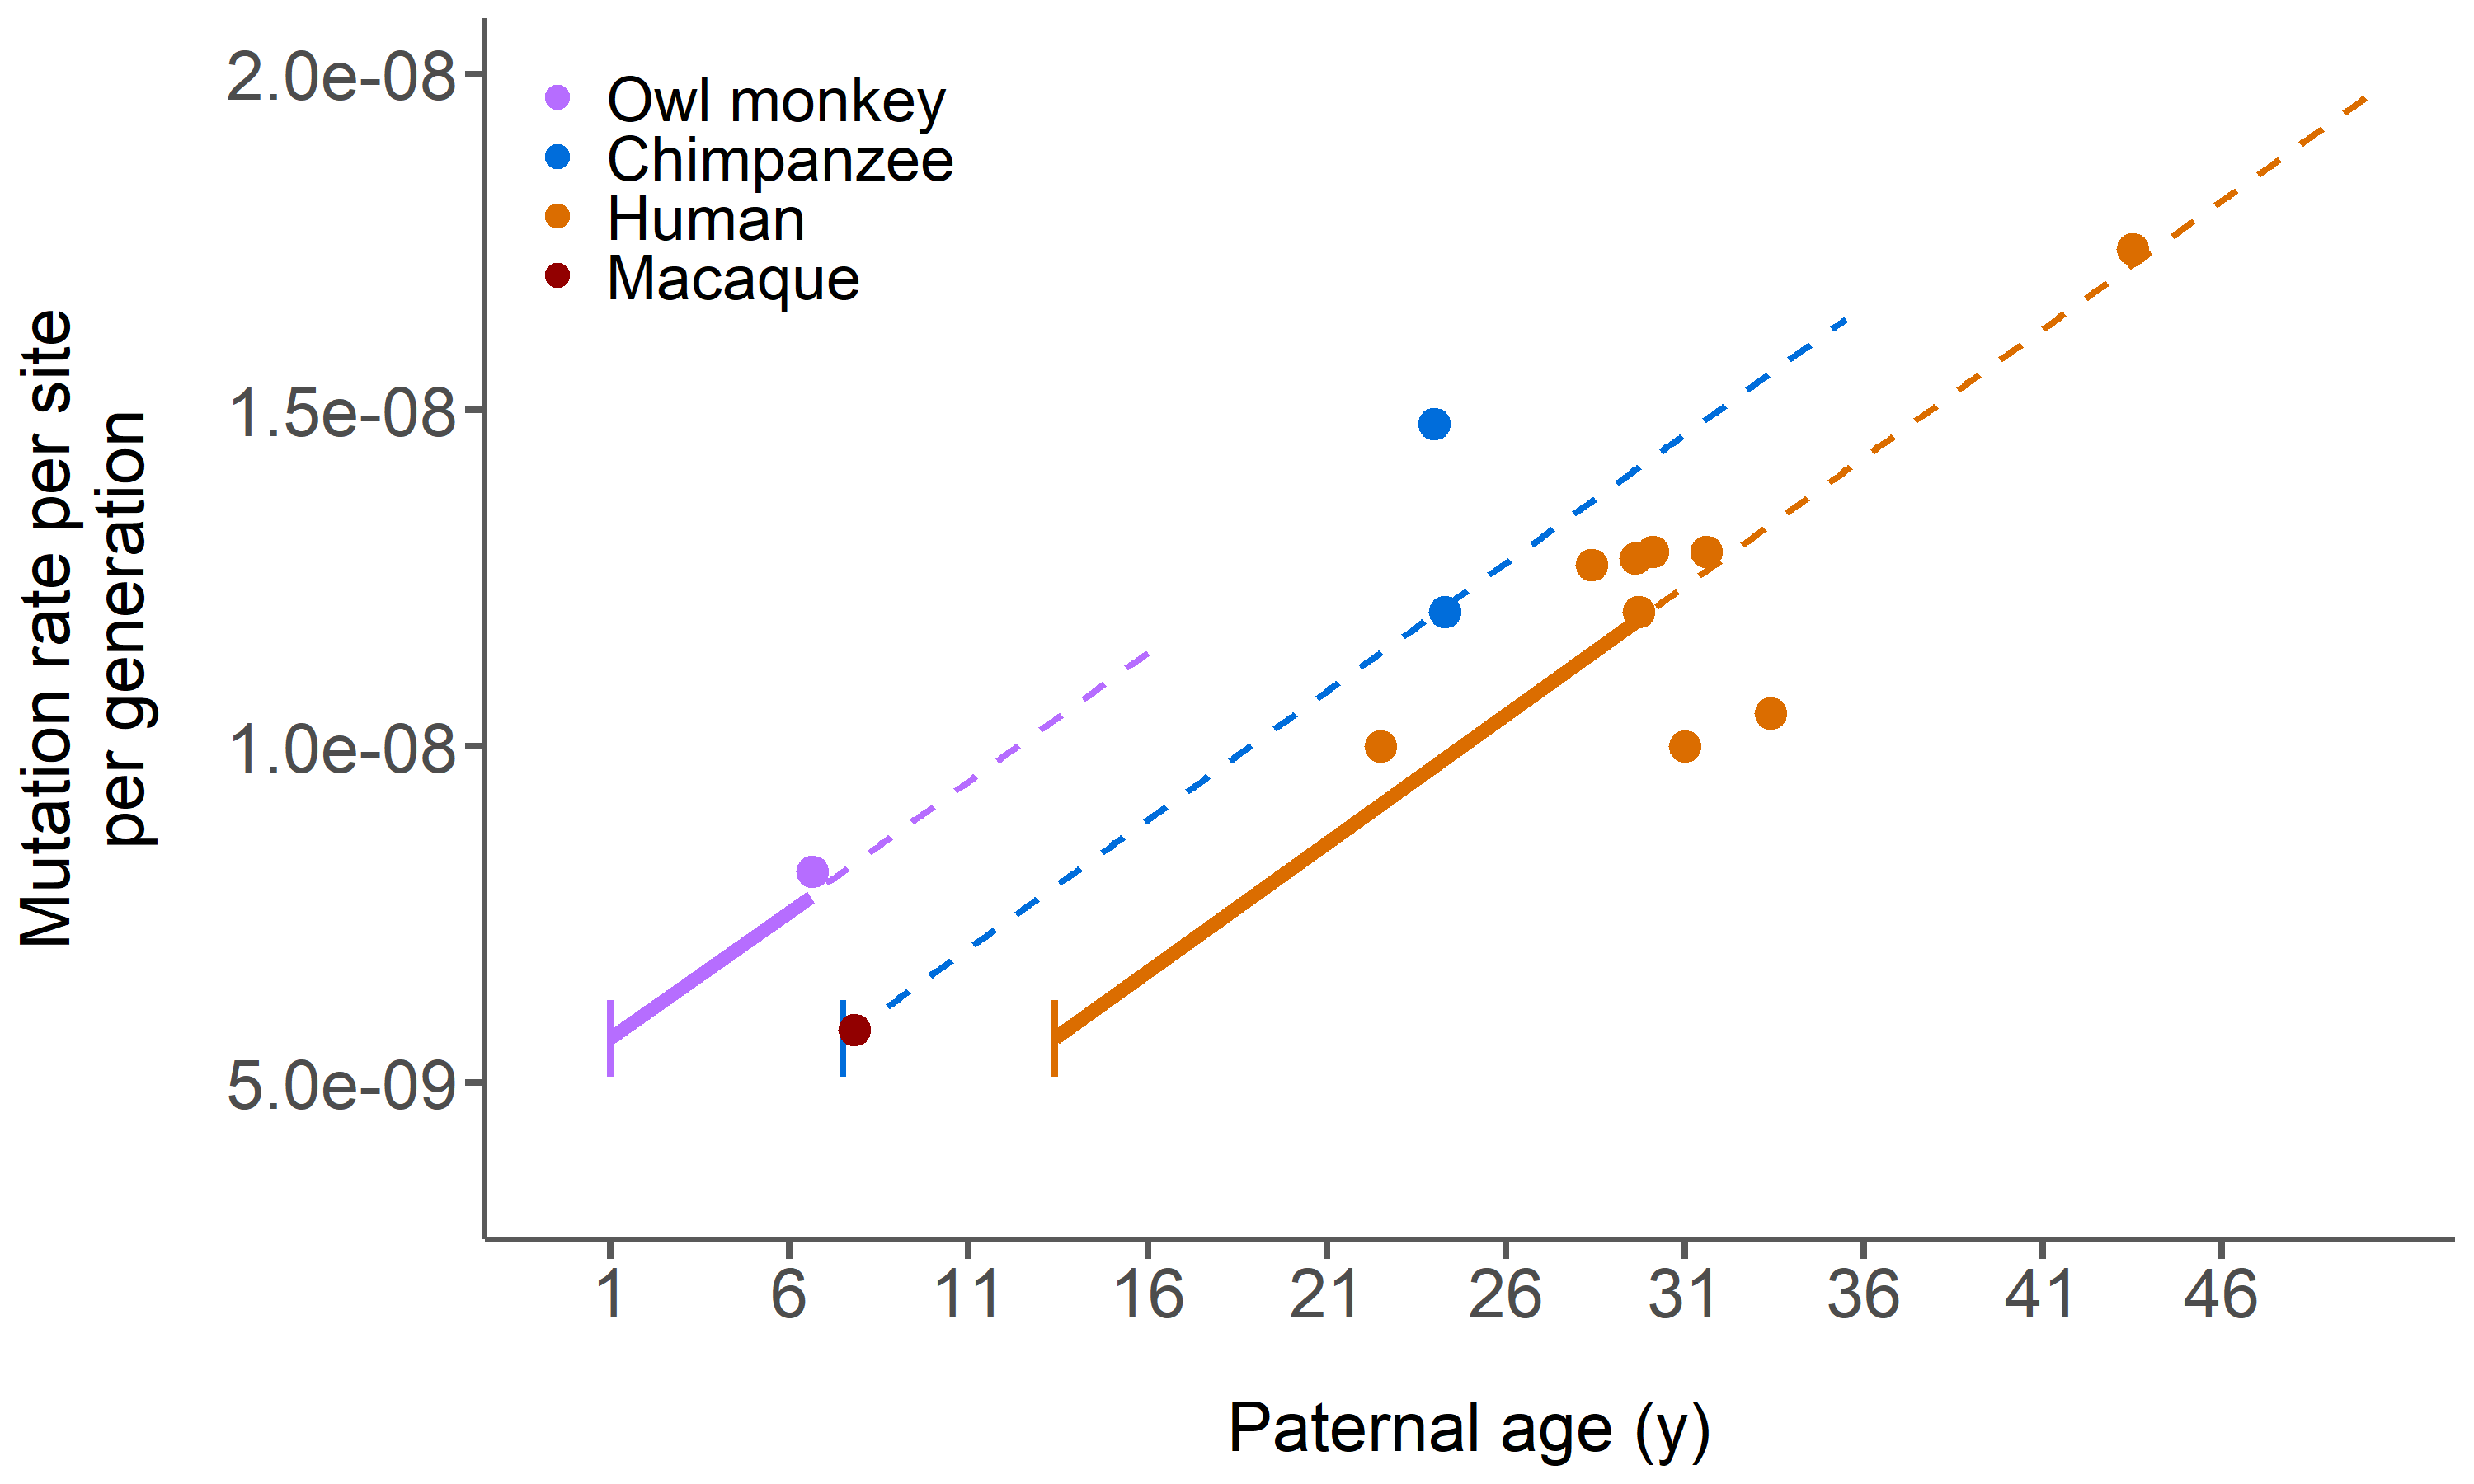 2.0e-08
1.5e-08
1.0e-08
5.0e-09
Mutation rate per site
per generation
Owl monkey
Chimpanzee
Human
Macaque
1 6 11 16 21 26 31 36 41 46
Paternal age (y)